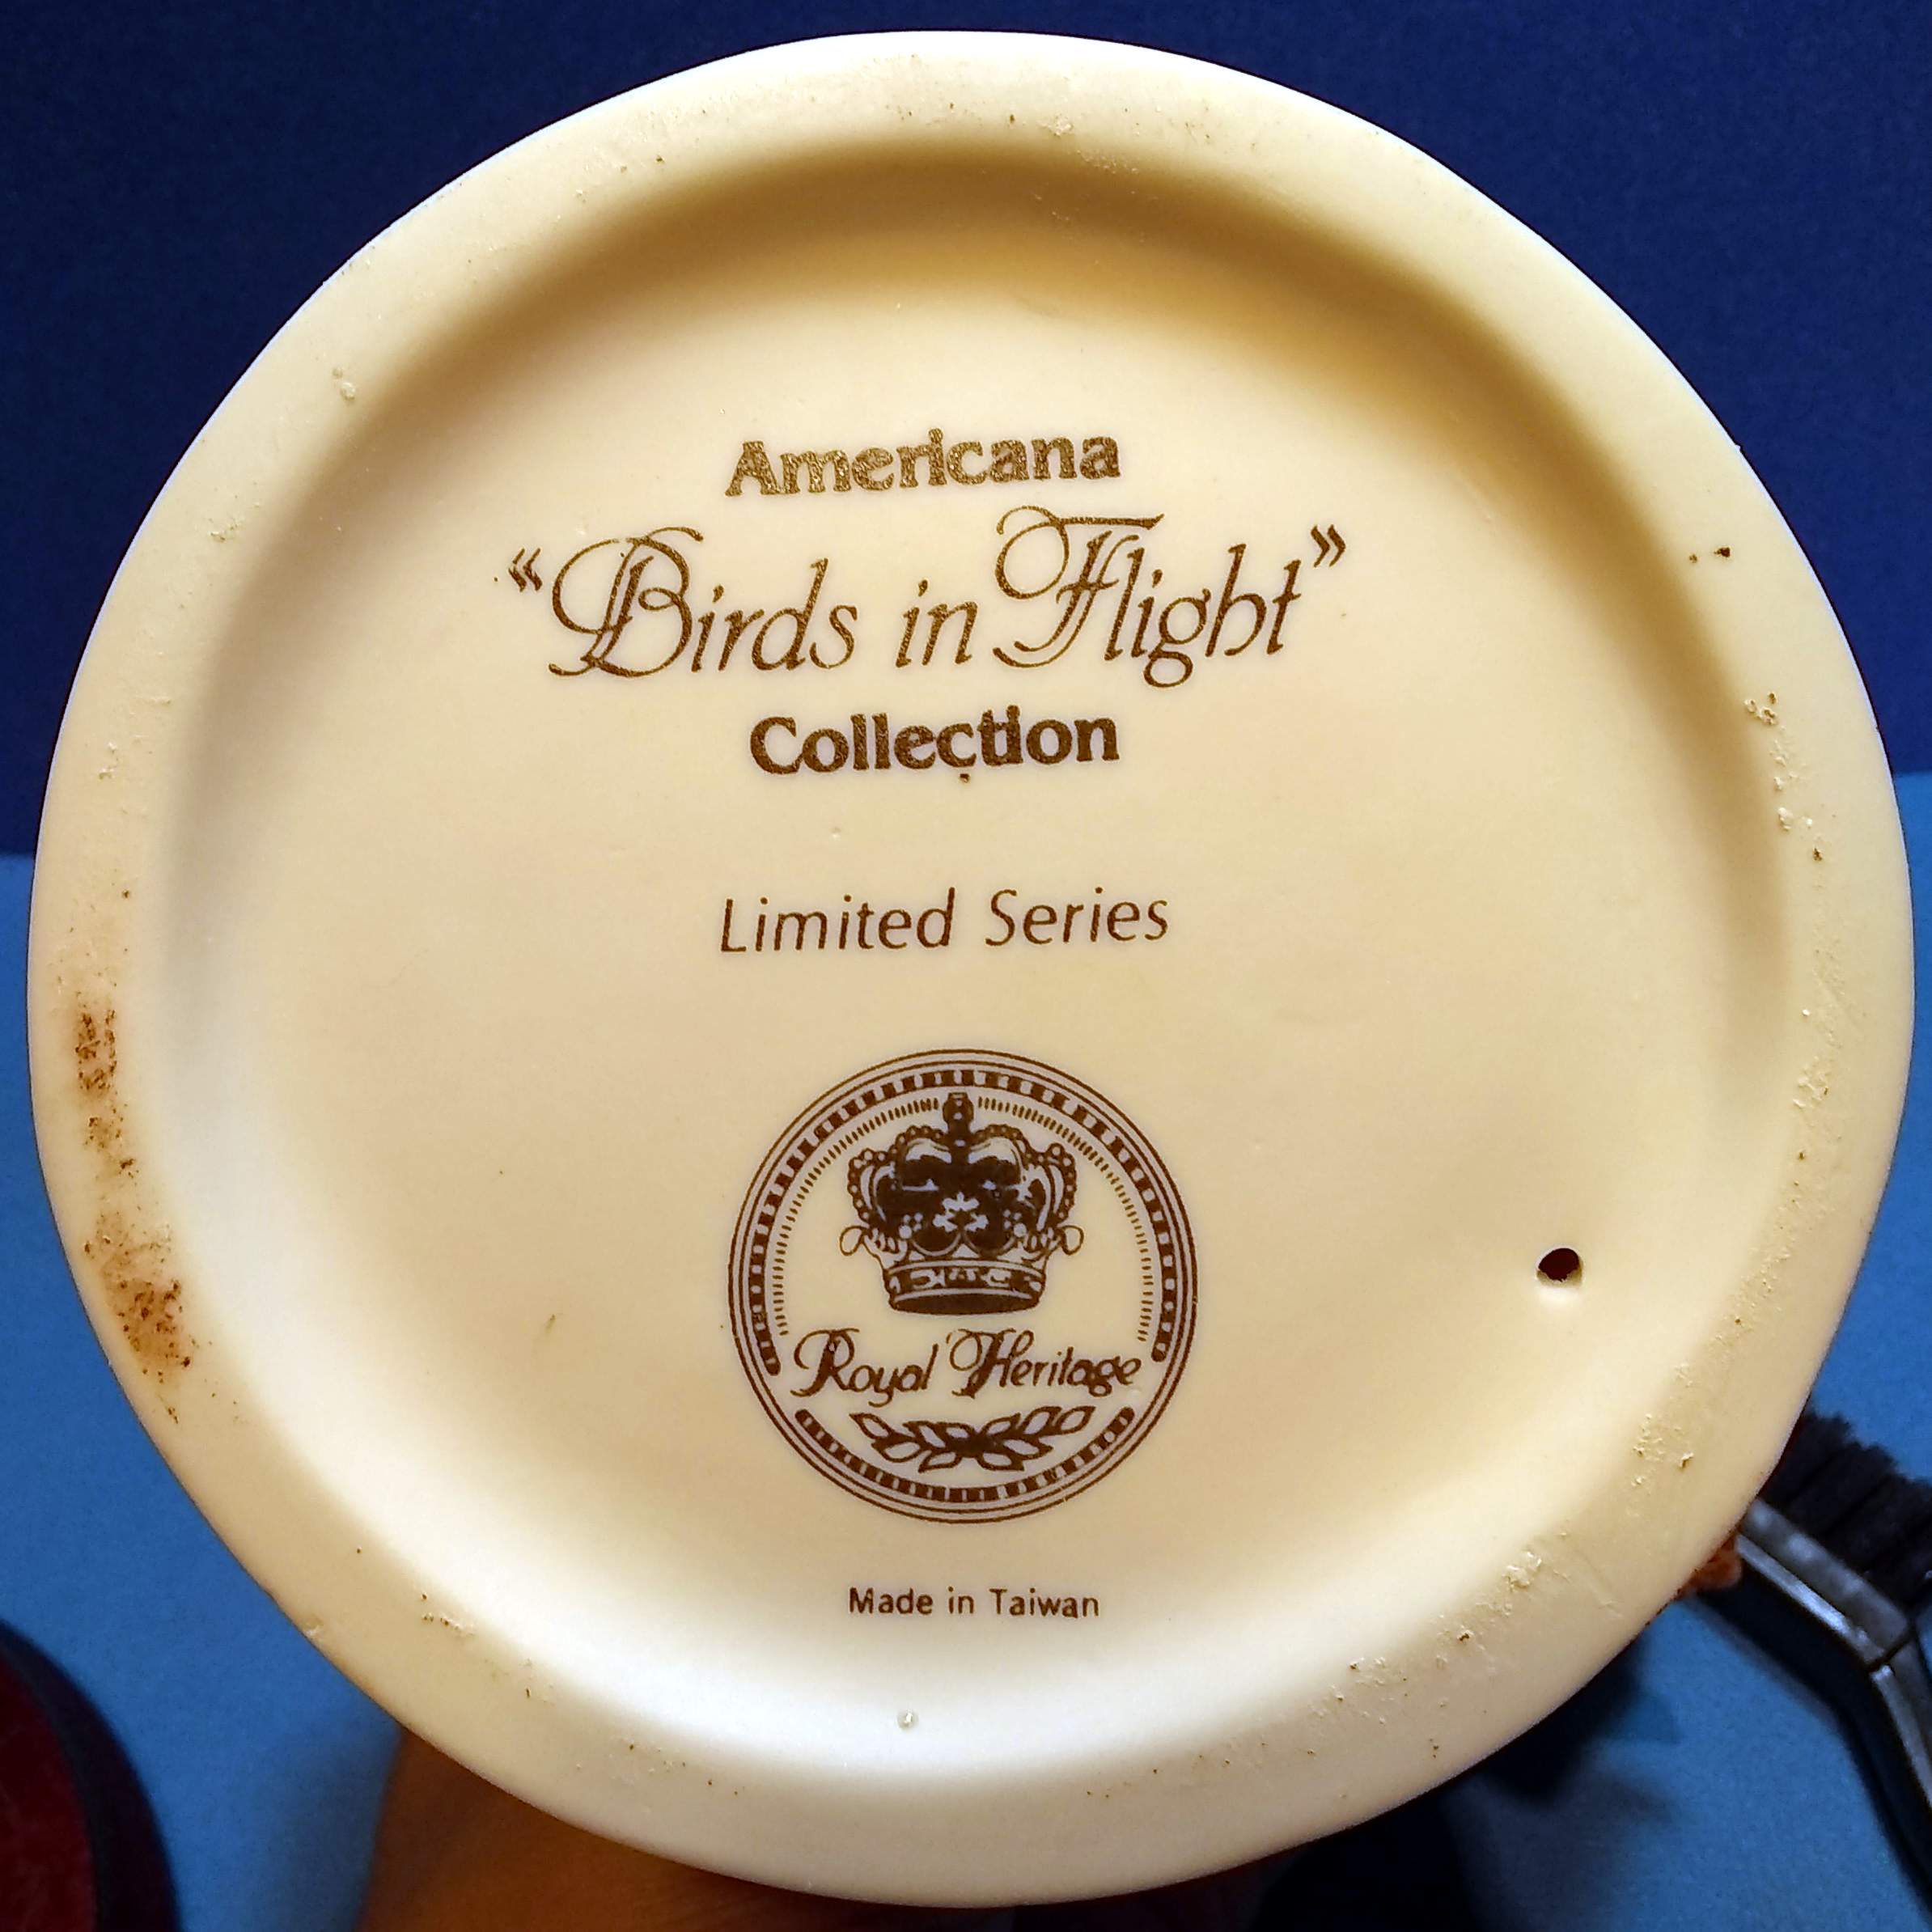 Americana
“Birds in Flight”
Collection
Limited Series
Royal Heritage
Made in Taiwan